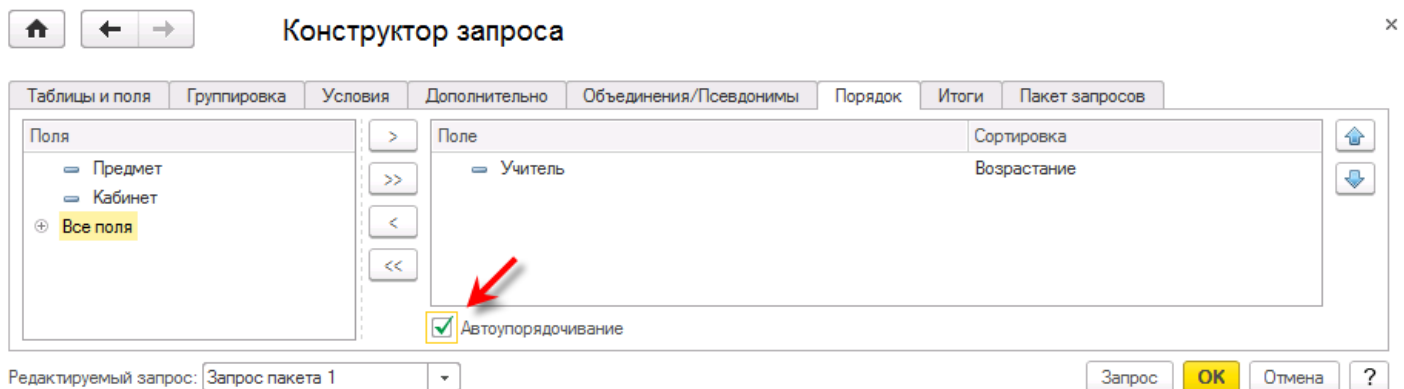 Конструктор запроса
Таблицы и поля Группировка Условия Дополнительно Объединения/Псевдонимы Порядок Итоги Пакет запросов
Поля > Поле Сортировка
Предмет >> Учитель Возрастание
Кабинет
Все поля <
<<
Автоупорядочивание
Редактируемый запрос: Запрос пакета 1 Запрос OK Отмена ?